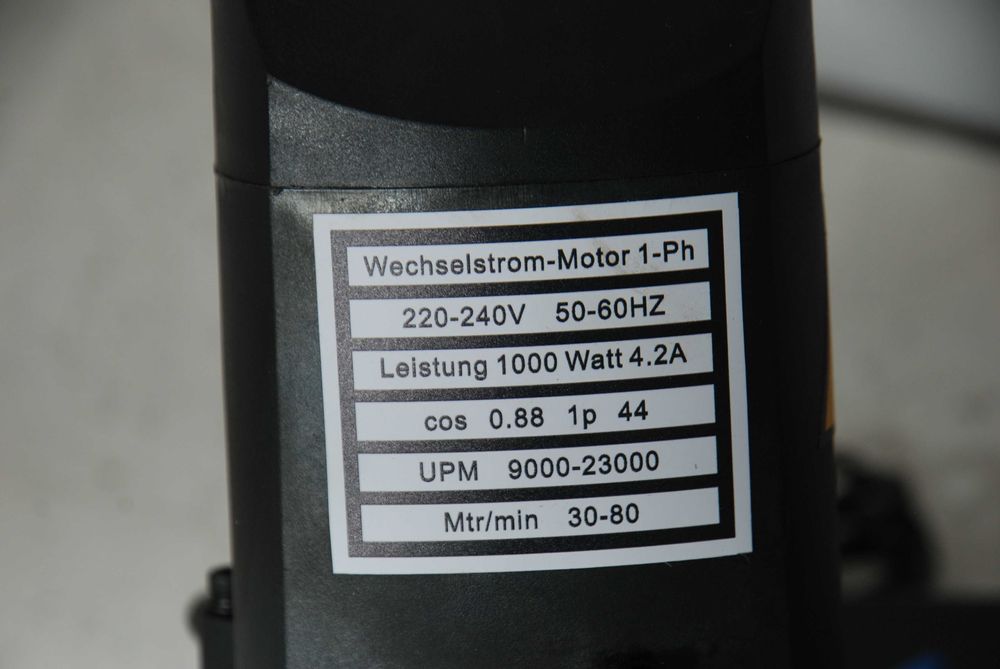 Wechselstrom-Motor 1-Ph
220-240V 50-60HZ
Leistung 1000 Watt 4.2A
cos 0.88 1p 44
UPM 9000-23000
Mtr/min 30-80